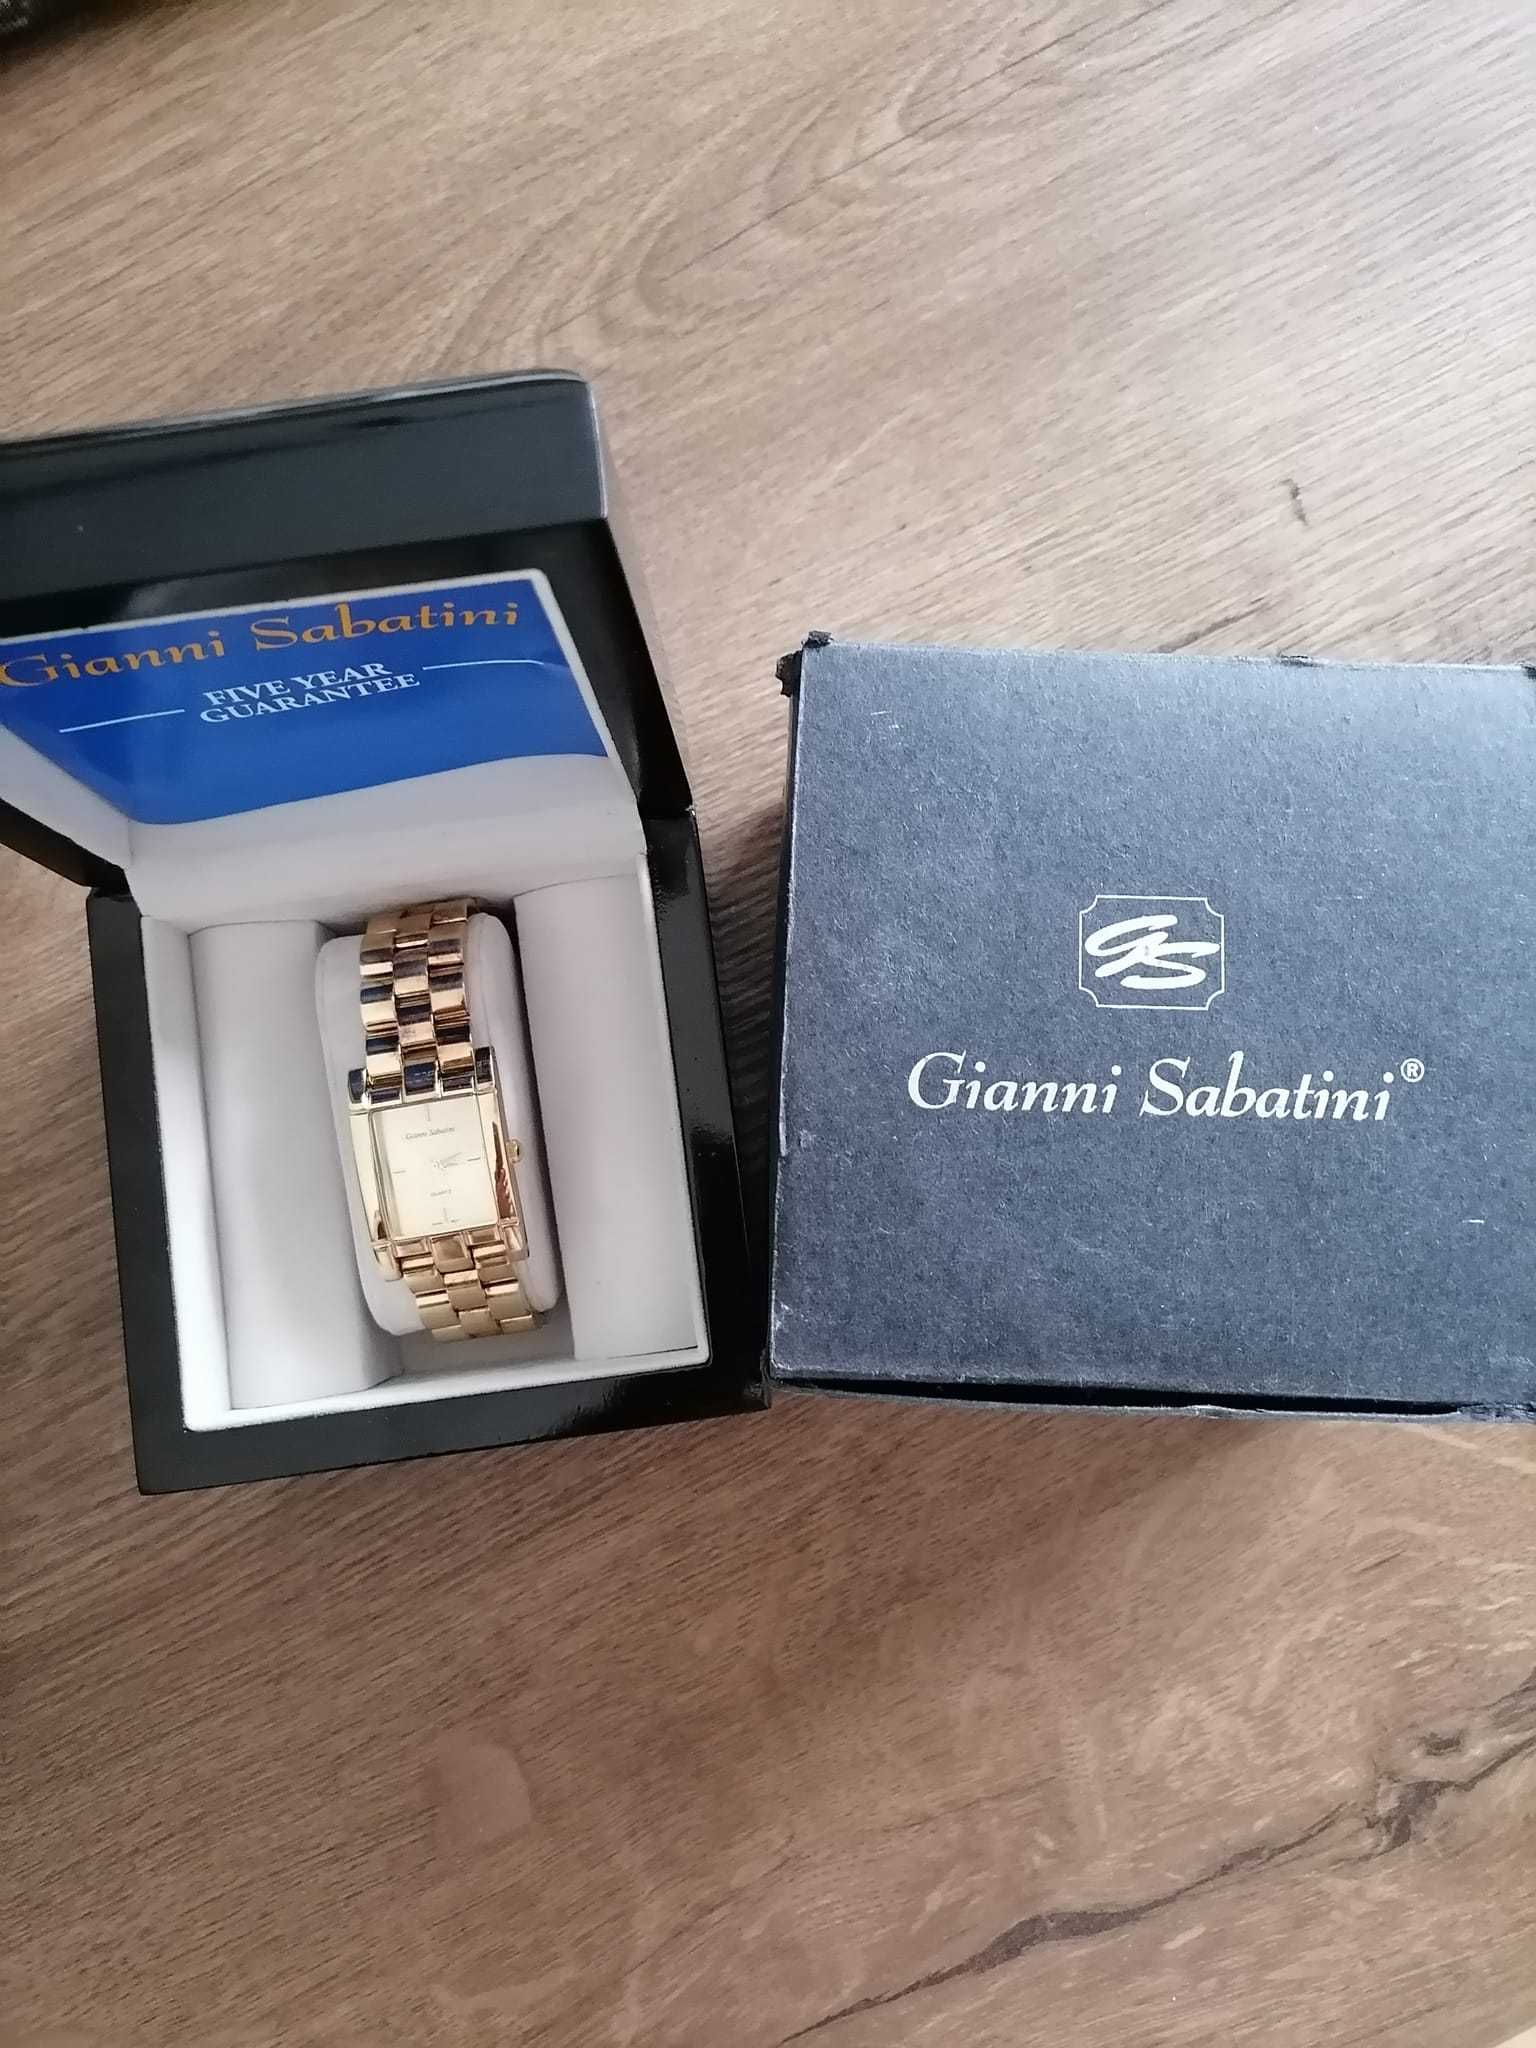 Gianni Sabatini
FIVE YEAR
GUARANTEE
Gianni Sabatini
QUARTZ
GS
Gianni Sabatini®